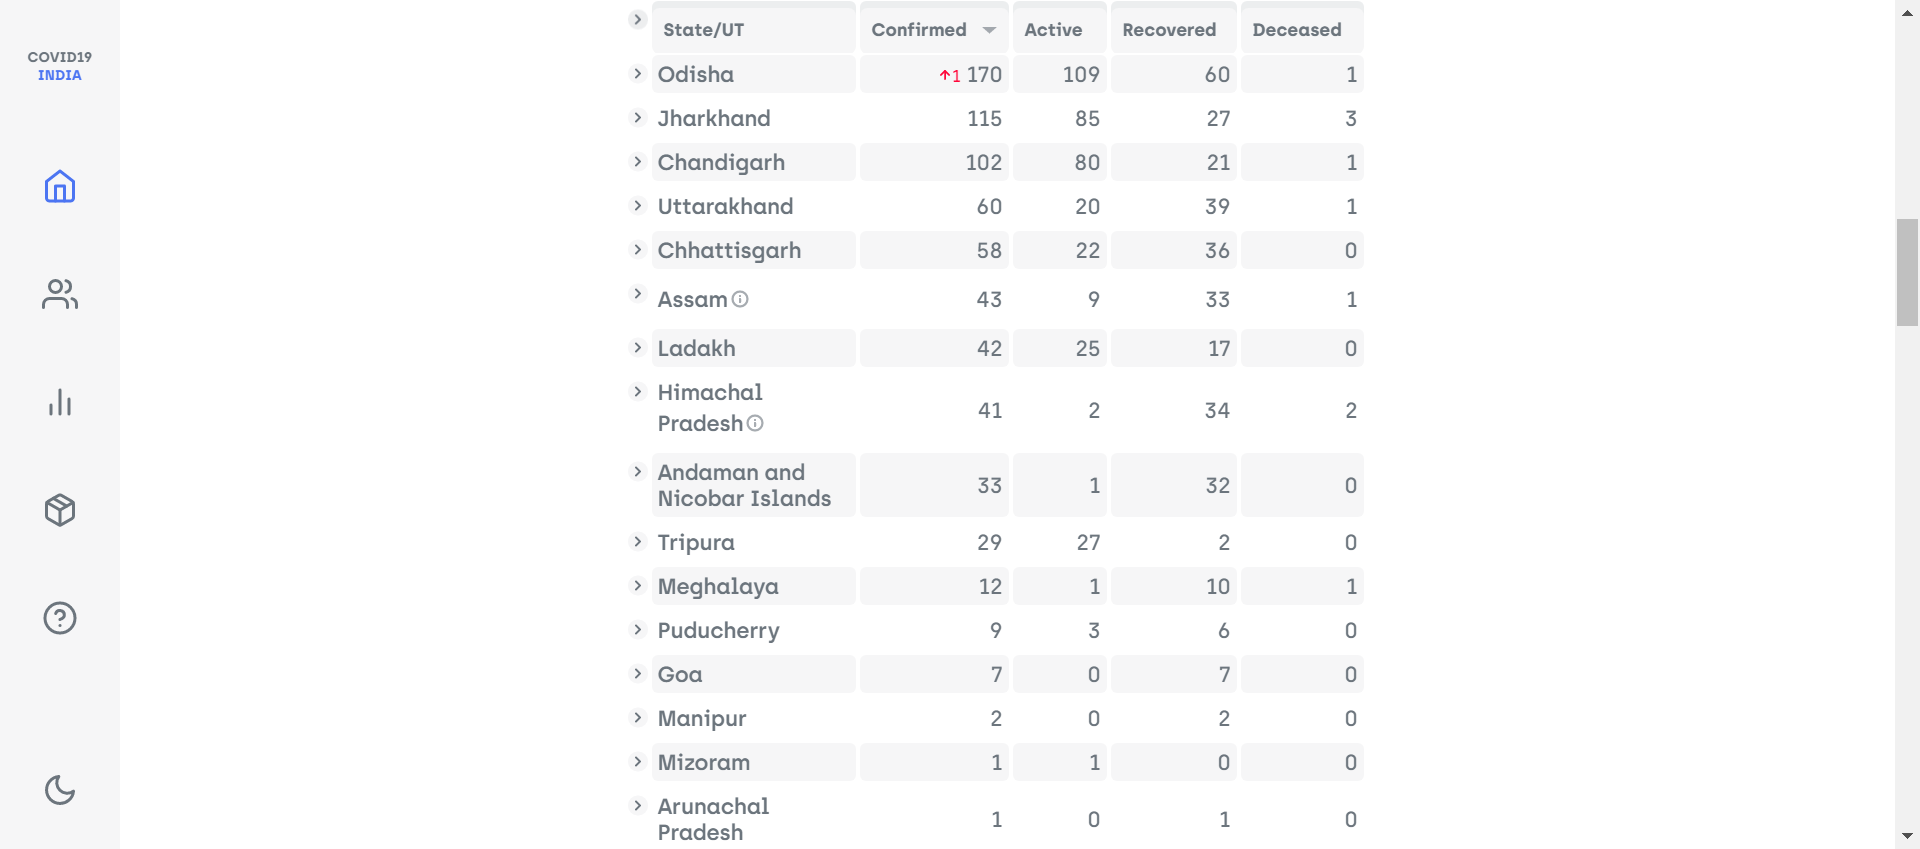 COVID19
INDIA
State/UT Confirmed Active Recovered Deceased
Odisha 1 170 109 60 1
Jharkhand 115 85 27 3
Chandigarh 102 80 21 1
Uttarakhand 60 20 39 1
Chhattisgarh 58 22 36 0
Assam 43 9 33 1
Ladakh 42 25 17 0
Himachal
Pradesh 41 2 34 2
Andaman and
Nicobar Islands 33 1 32 0
Tripura 29 27 2 0
Meghalaya 12 1 10 1
Puducherry 9 3 6 0
Goa 7 0 7 0
Manipur 2 0 2 0
Mizoram 1 1 0 0
Arunachal
Pradesh 1 0 1 0